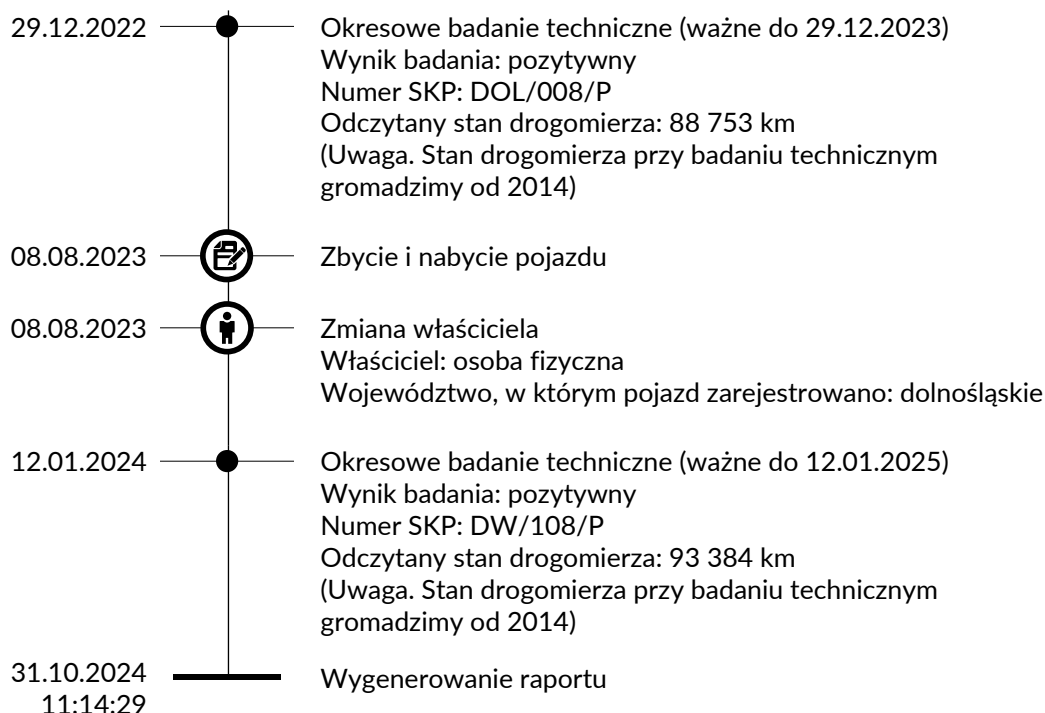 29.12.2022
Okresowe badanie techniczne (ważne do 29.12.2023)
Wynik badania: pozytywny
Numer SKP: DOL/008/P
Odczytany stan drogomierza: 88 753 km
(Uwaga. Stan drogomierza przy badaniu technicznym
gromadzimy od 2014)
08.08.2023
Zbycie i nabycie pojazdu
08.08.2023
Zmiana właściciela
Właściciel: osoba fizyczna
Województwo, w którym pojazd zarejestrowano: dolnośląskie
12.01.2024
Okresowe badanie techniczne (ważne do 12.01.2025)
Wynik badania: pozytywny
Numer SKP: DW/108/P
Odczytany stan drogomierza: 93 384 km
(Uwaga. Stan drogomierza przy badaniu technicznym
gromadzimy od 2014)
31.10.2024
11:14:29
Wygenerowanie raportu